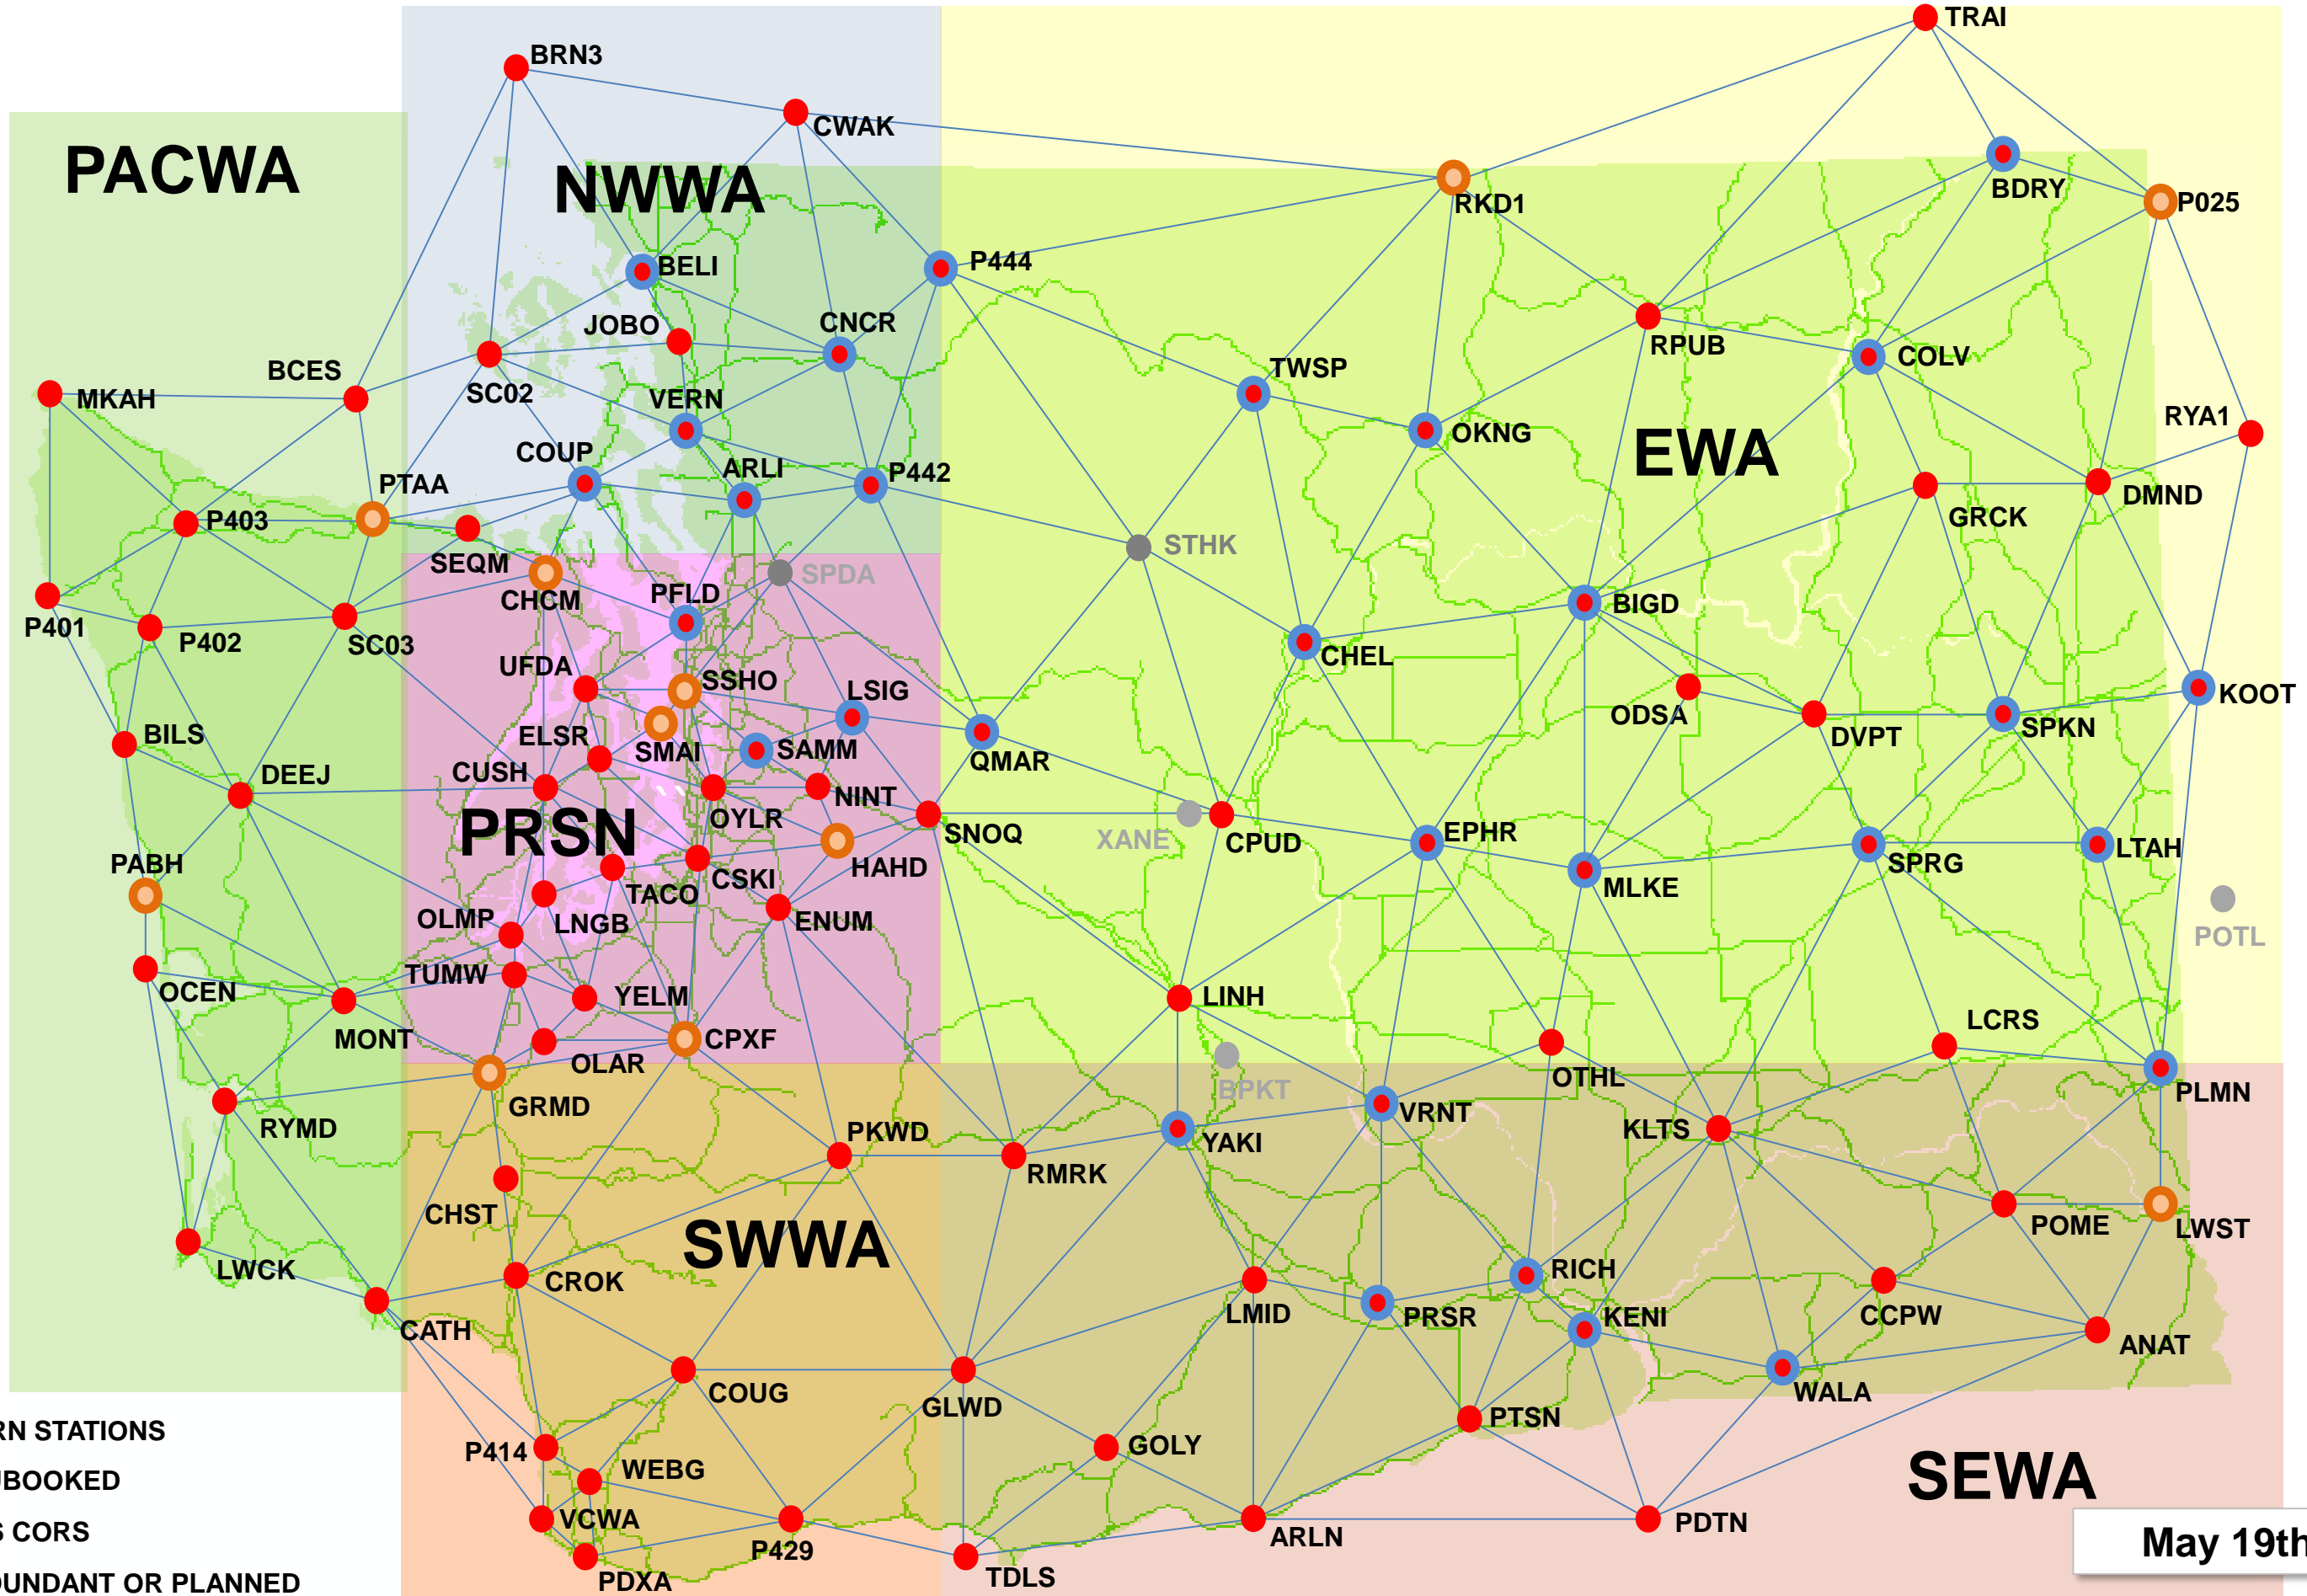 TRAI
BRN3
CWAK
PACWA
NWWA
BDRY
RKD1
P025
BELI
P444
JOBO
CNCR
RPUB
COLV
BCES
TWSP
MKAH
SC02
VERN
RYA1
OKNG
EWA
COUP
ARLI
P442
PTAA
DMND
GRCK
P403
STHK
SEQM
SPDA
CHCM
PFLD
BIGD
P401
P402
SC03
CHEL
UFDA
SSHO
LSIG
KOOT
ODSA
BILS
ELSR
SMAI
SAMM
DVPT
SPKN
QMAR
DEEJ
CUSH
NINT
PRSN
OYLR
SNOQ
XANE
CPUD
EPHR
LTAH
PABH
HAHD
SPRG
CSKI
MLKE
TACO
OLMP
LNGB
ENUM
POTL
TUMW
OCEN
YELM
LINH
LCRS
MONT
CPXF
OLAR
BPKT
OTHL
PLMN
GRMD
VRNT
RYMD
PKWD
KLTS
YAKI
RMRK
CHST
POME
LWST
SWWA
LWCK
CROK
RICH
LMID
PRSR
KENI
CCPW
CATH
ANAT
COUG
WALA
GLWD
PTSN
RN STATIONS
P414
GOLY
WEBG
SEWA
UBOOKED
VCWA
S CORS
P429
ARLN
PDTN
May 19th
TDLS
DUNDANT OR PLANNED
PDXA